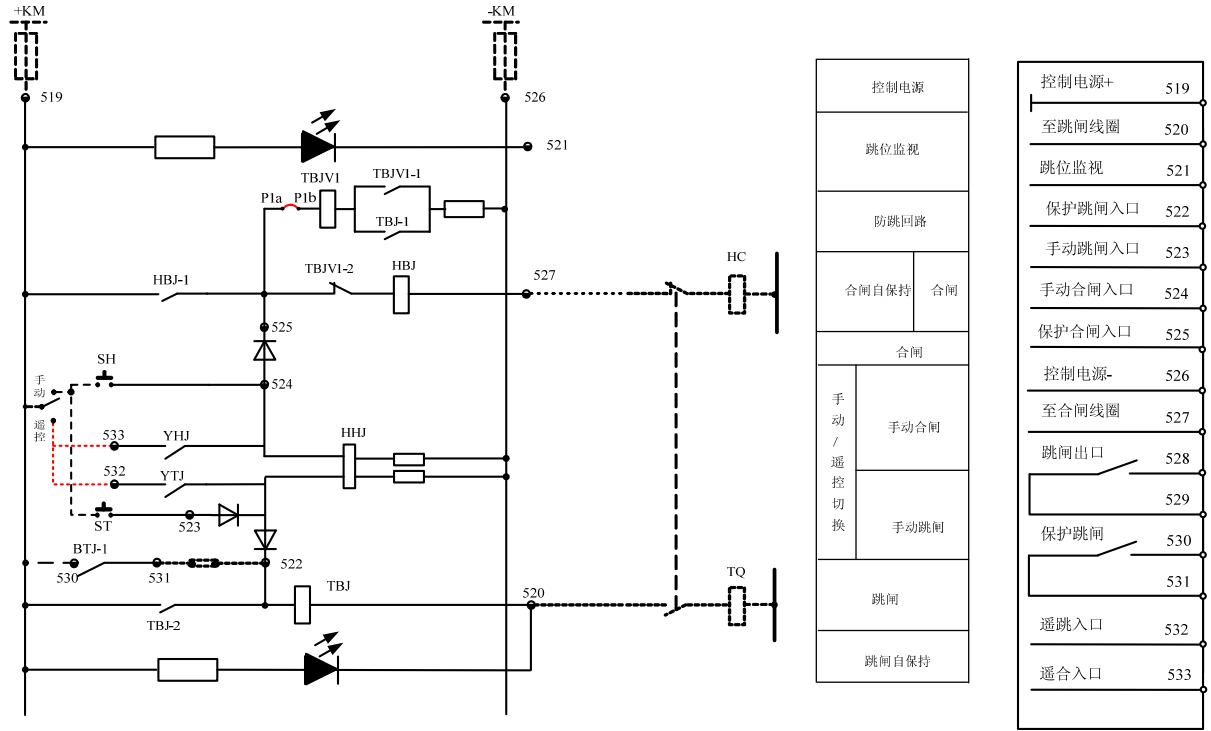 +KM
-KM
519
526
521
TBJV1
TBJV1-1
P1a
P1b
TBJ-1
HBJ-1
TBJV1-2
HBJ
527
HC
525
SH
手动
524
遥控
533
YHJ
HHJ
532
YTJ
ST
523
BTJ-1
530
531
522
TBJ
520
TQ
TBJ-2
控制电源
跳位监视
防跳回路
合闸自保持
合闸
合闸
手动/遥控切换
手动合闸
手动跳闸
跳闸
跳闸自保持
控制电源+ 519
至跳闸线圈 520
跳位监视 521
保护跳闸入口 522
手动跳闸入口 523
手动合闸入口 524
保护合闸入口 525
控制电源- 526
至合闸线圈 527
跳闸出口 528
529
保护跳闸 530
531
遥跳入口 532
遥合入口 533